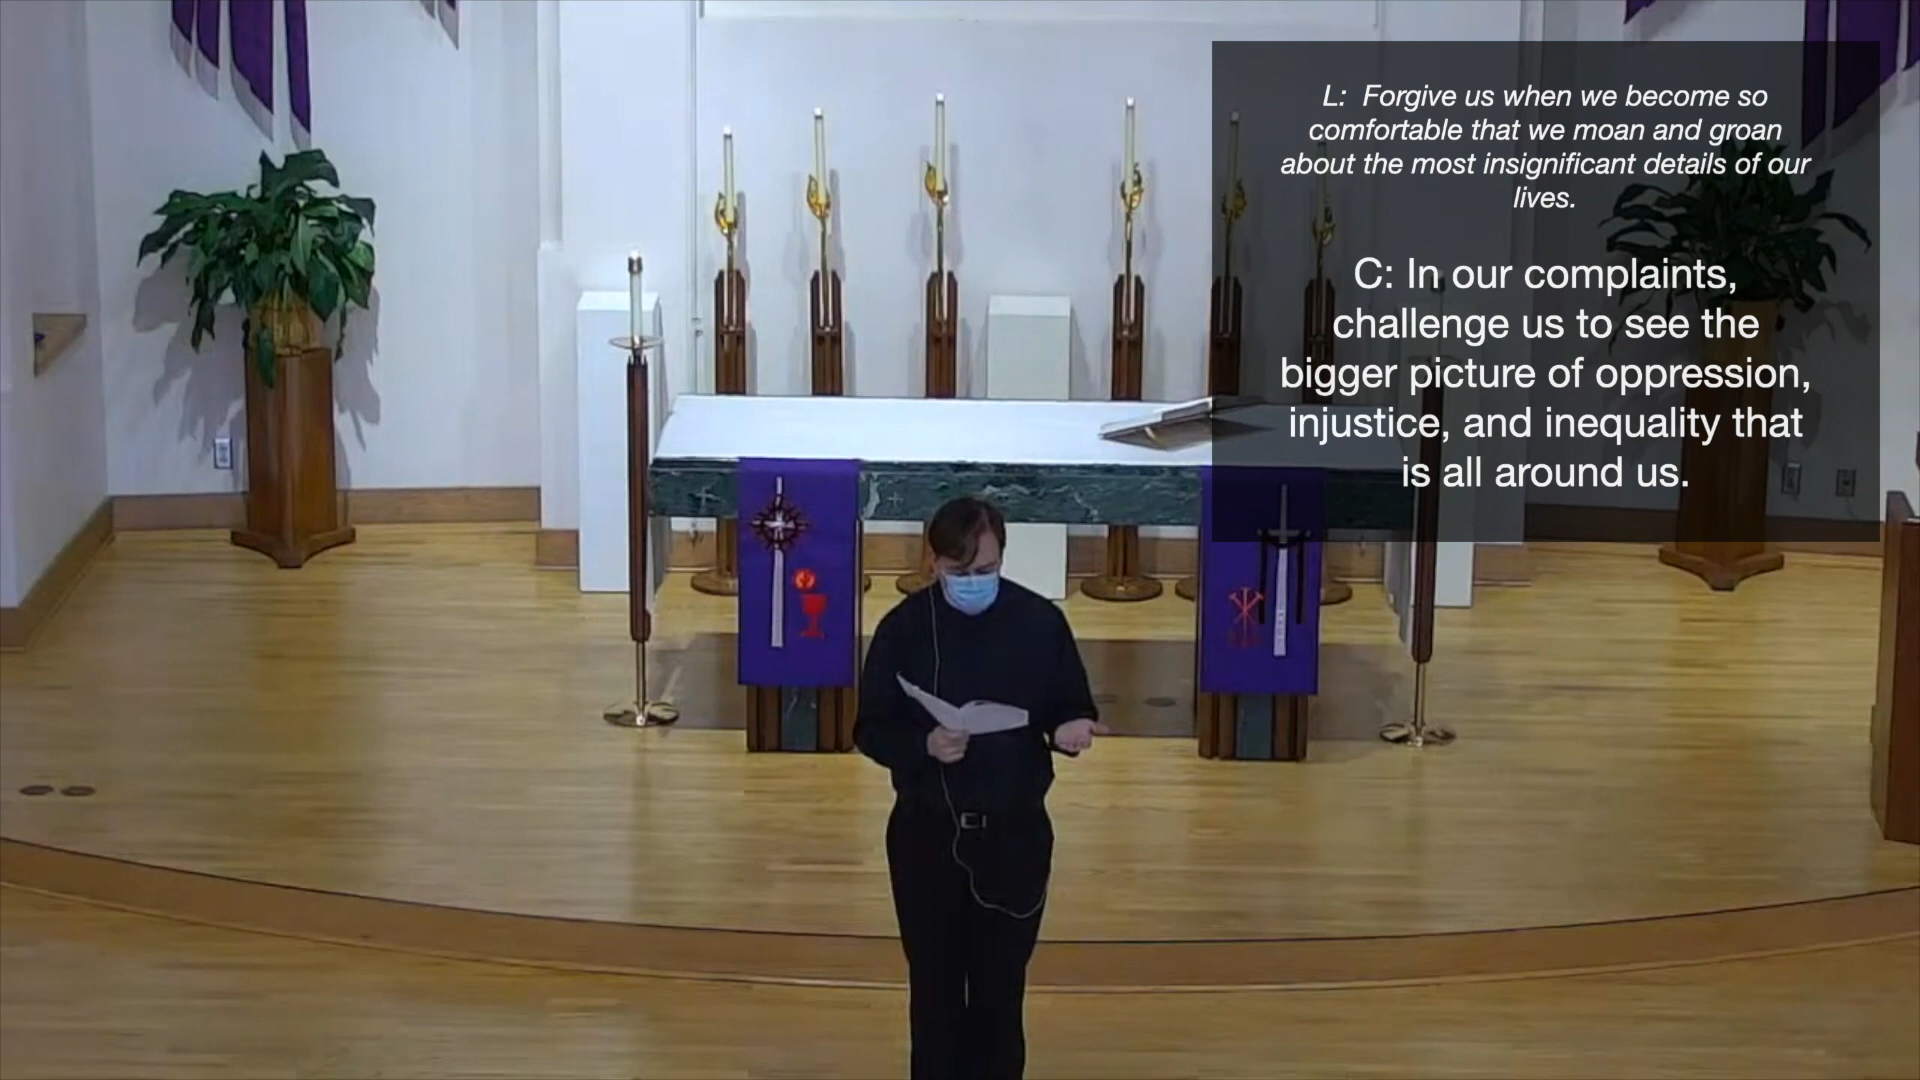 L:  Forgive us when we become so
comfortable that we moan and groan
about the most insignificant details of our
lives.
C: In our complaints,
challenge us to see the
bigger picture of oppression,
injustice, and inequality that
is all around us.